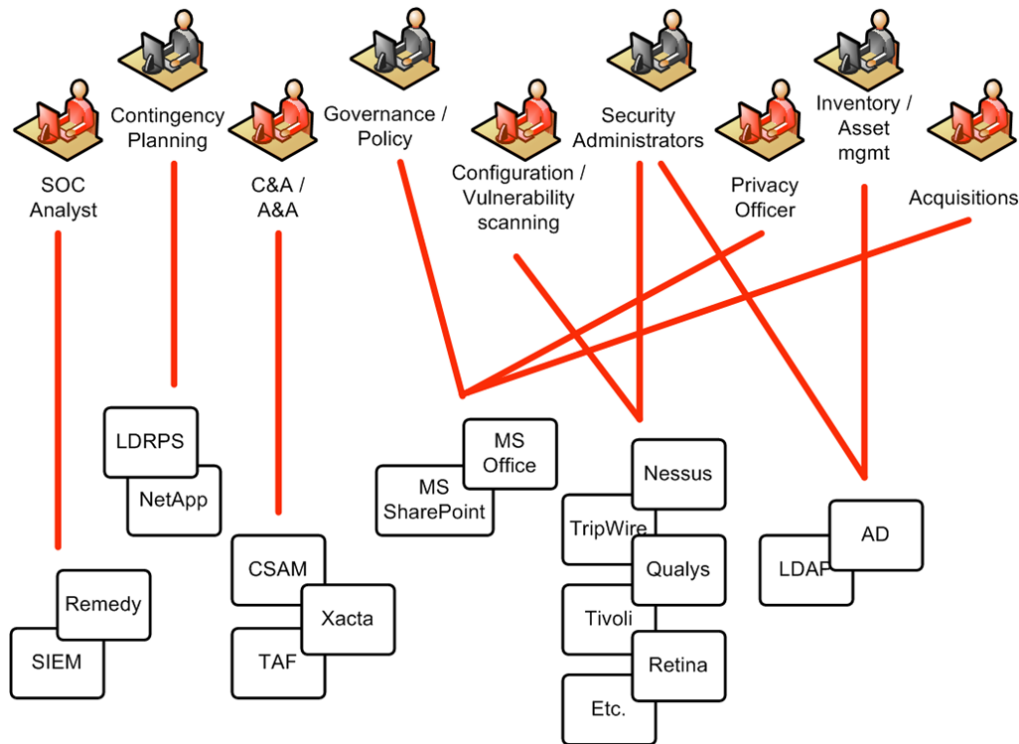 Contingency
Planning
Governance /
Policy
Security
Administrators
Inventory /
Asset
mgmt
SOC
Analyst
C&A /
A&A
Configuration /
Vulnerability
scanning
Privacy
Officer
Acquisitions
LDRPS
NetApp
MS
Office
MS
SharePoint
Nessus
TripWire
Qualys
Tivoli
Retina
Etc.
AD
LDAP
CSAM
Xacta
TAF
Remedy
SIEM